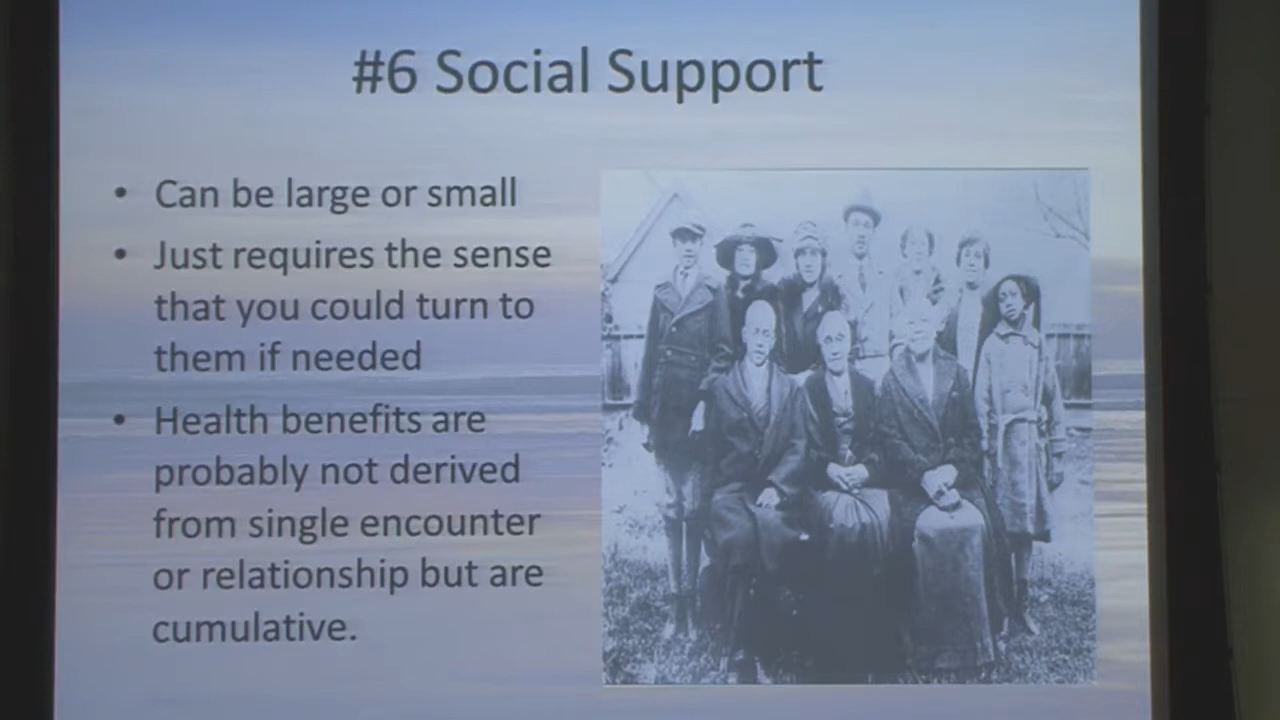 #6 Social Support
• Can be large or small
• Just requires the sense
that you could turn to
them if needed
• Health benefits are
probably not derived
from single encounter
or relationship but are
cumulative.